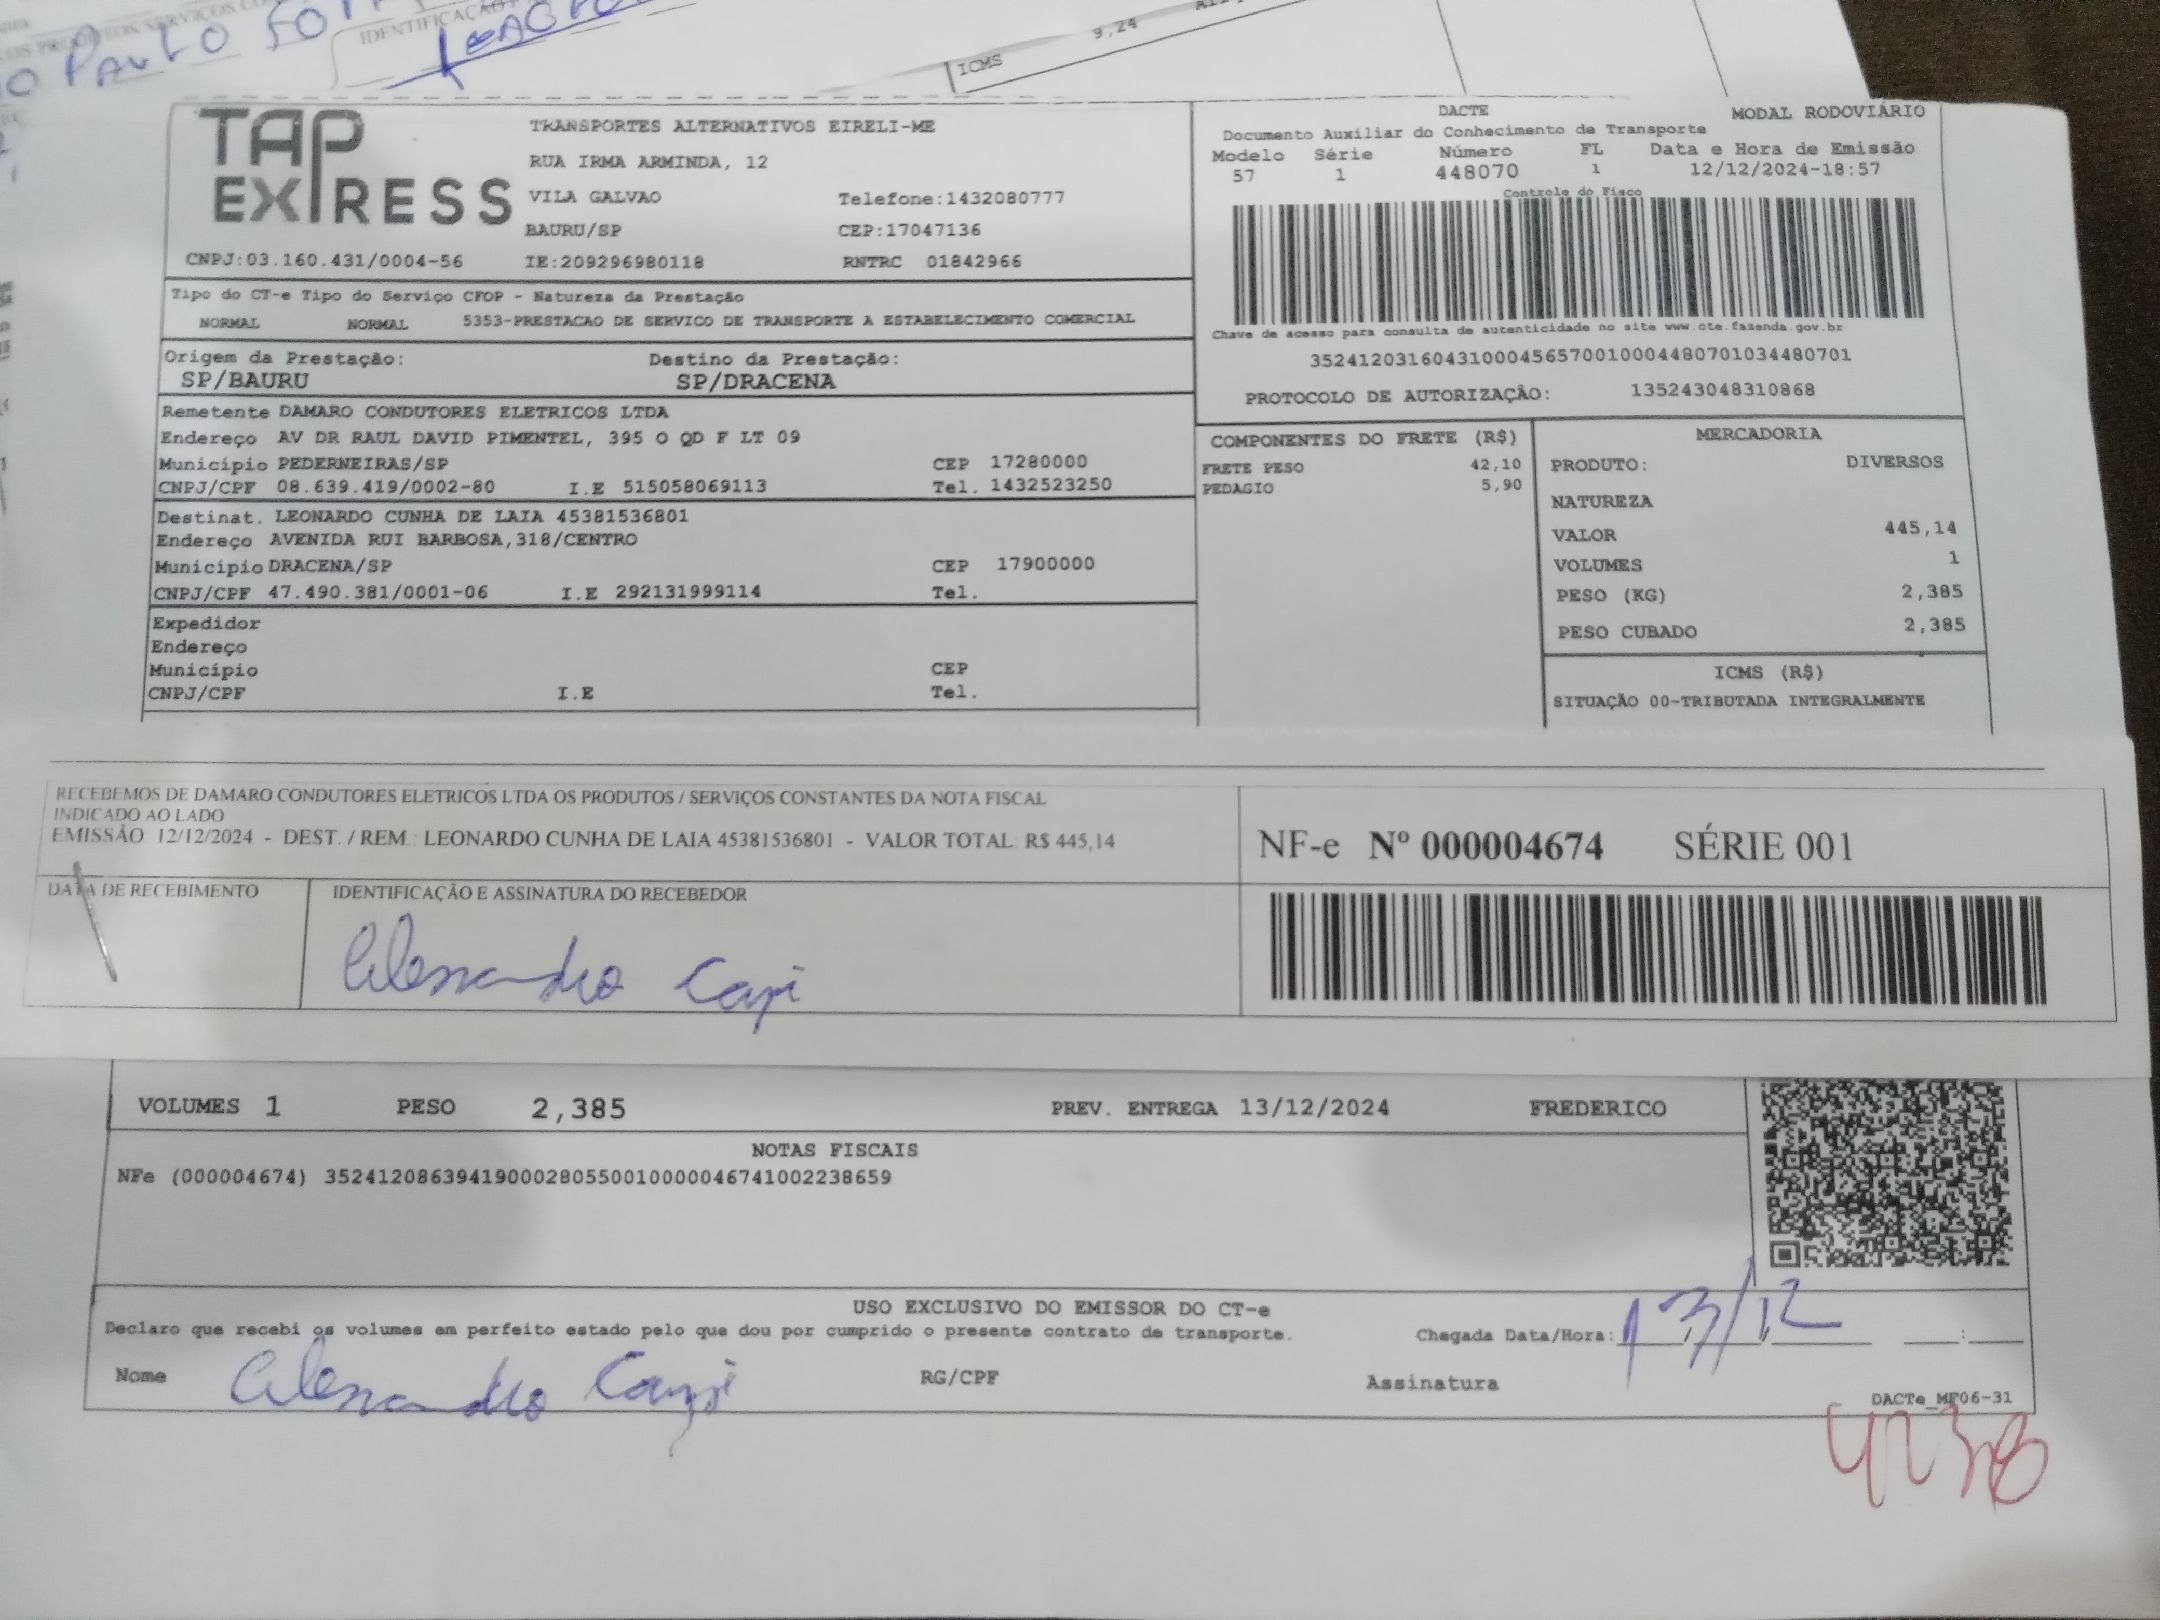 PAULO
IDENTIFICAÇÃO
ICMS
9,24
TAP EXPRESS
TRANSPORTES ALTERNATIVOS EIRELI-ME
RUA IRMA ARMINDA, 12
VILA GALVAO Telefone:1432080777
BAURU/SP CEP:17047136
CNPJ:03.160.431/0004-56 IE:209296980118 RNTRC 01842966
DACTE MODAL RODOVIÁRIO
Documento Auxiliar do Conhecimento de Transporte
Modelo Série Número FL Data e Hora de Emissão
57 1 448070 1 12/12/2024-18:57
Controle do Fisco
Chave de acesso para consulta de autenticidade no site www.cte.fazenda.gov.br
35241203160431000456570010004480701034480701
PROTOCOLO DE AUTORIZAÇÃO: 135243048310868
Tipo do CT-e Tipo do Serviço CFOP - Natureza da Prestação
NORMAL NORMAL 5353-PRESTACAO DE SERVICO DE TRANSPORTE A ESTABELECIMENTO COMERCIAL
Origem da Prestação: Destino da Prestação:
SP/BAURU SP/DRACENA
Remetente DAMARO CONDUTORES ELETRICOS LTDA
Endereço AV DR RAUL DAVID PIMENTEL, 395 O QD F LT 09
Município PEDERNEIRAS/SP CEP 17280000
CNPJ/CPF 08.639.419/0002-80 I.E 515058069113 Tel. 1432523250
Destinat. LEONARDO CUNHA DE LAIA 45381536801
Endereço AVENIDA RUI BARBOSA,318/CENTRO
Município DRACENA/SP CEP 17900000
CNPJ/CPF 47.490.381/0001-06 I.E 292131999114 Tel.
Expedidor
Endereço
Município CEP
CNPJ/CPF I.E Tel.
COMPONENTES DO FRETE (R$)
FRETE PESO 42,10
PEDAGIO 5,90
MERCADORIA
PRODUTO: DIVERSOS
NATUREZA
VALOR 445,14
VOLUMES 1
PESO (KG) 2,385
PESO CUBADO 2,385
ICMS (R$)
SITUAÇÃO 00-TRIBUTADA INTEGRALMENTE
RECEBEMOS DE DAMARO CONDUTORES ELETRICOS LTDA OS PRODUTOS / SERVIÇOS CONSTANTES DA NOTA FISCAL
INDICADO AO LADO
EMISSÃO 12/12/2024 - DEST. / REM.: LEONARDO CUNHA DE LAIA 45381536801 - VALOR TOTAL: R$ 445,14
NF-e Nº 000004674 SÉRIE 001
DATA DE RECEBIMENTO IDENTIFICAÇÃO E ASSINATURA DO RECEBEDOR
Alessandro
VOLUMES 1 PESO 2,385 PREV. ENTREGA 13/12/2024 FREDERICO
NOTAS FISCAIS
NFe (000004674) 35241208639419000280550010000046741002238659
USO EXCLUSIVO DO EMISSOR DO CT-e
Declaro que recebi os volumes em perfeito estado pelo que dou por cumprido o presente contrato de transporte. Chegada Data/Hora: 13/12
Nome Alessandro RG/CPF Assinatura
DACTe_MF06-31